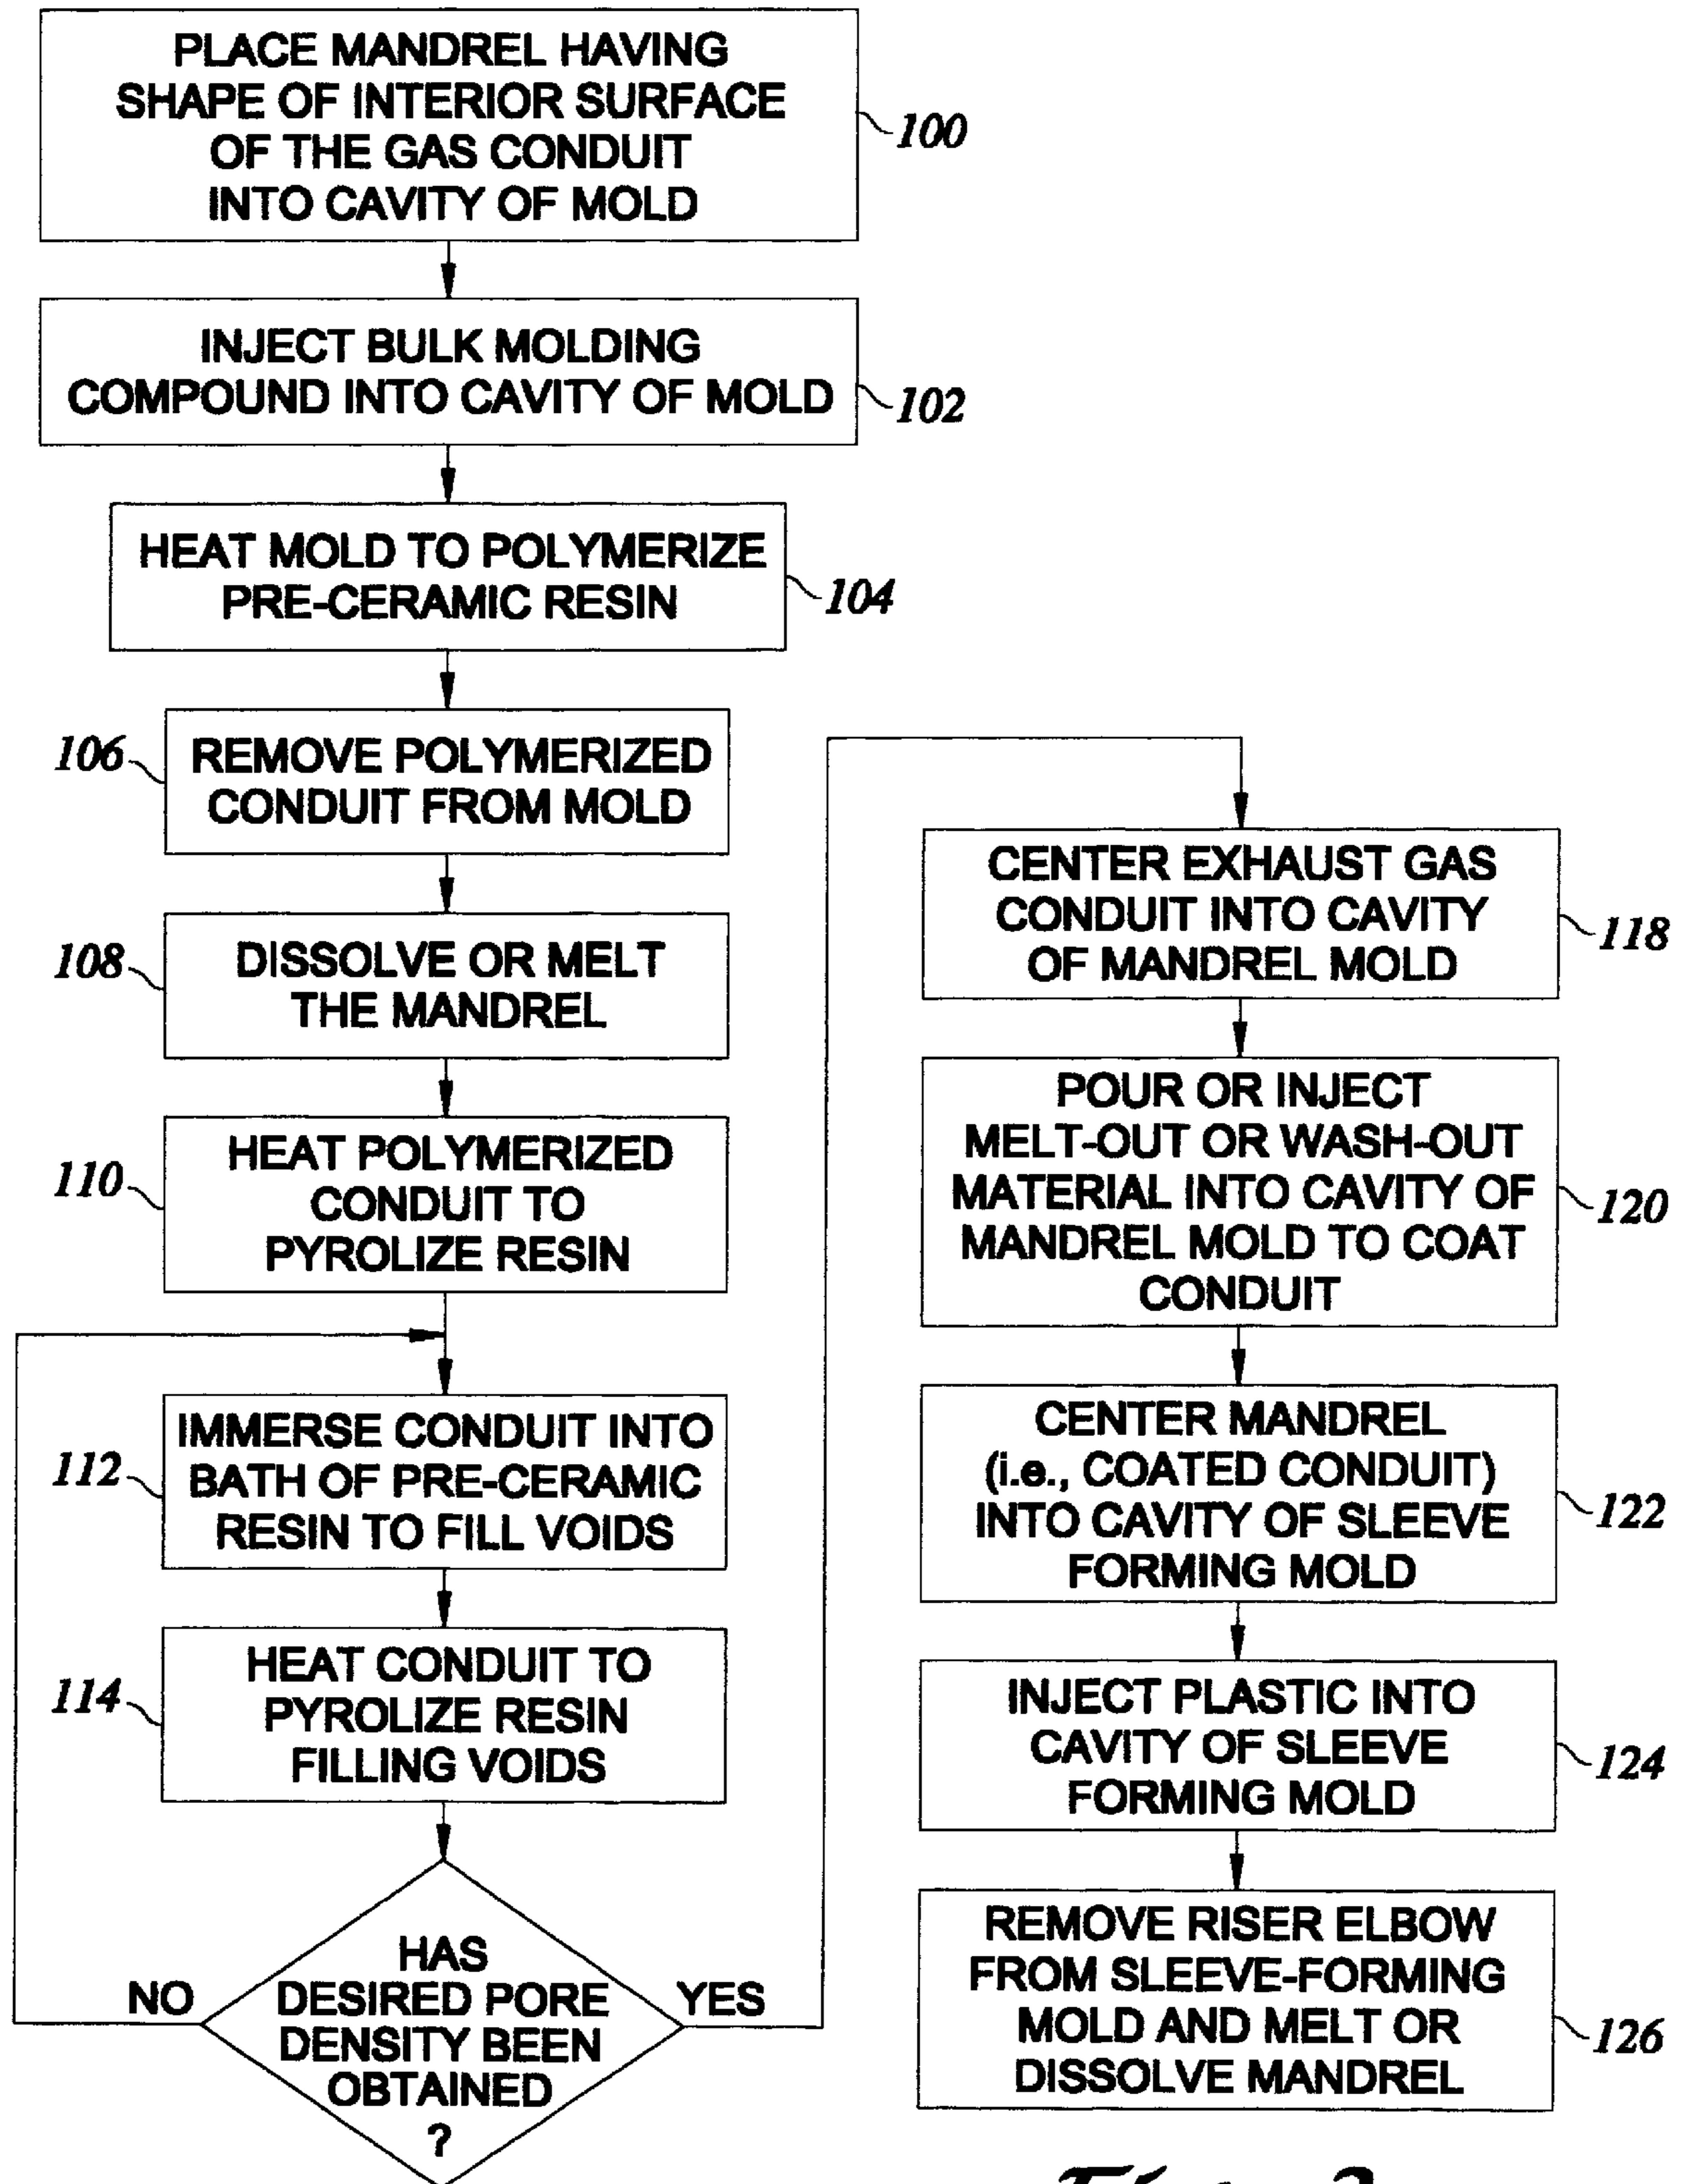 PLACE MANDREL HAVING
SHAPE OF INTERIOR SURFACE
OF THE GAS CONDUIT
INTO CAVITY OF MOLD
100
INJECT BULK MOLDING
COMPOUND INTO CAVITY OF MOLD
102
HEAT MOLD TO POLYMERIZE
PRE-CERAMIC RESIN
104
106
REMOVE POLYMERIZED
CONDUIT FROM MOLD
108
DISSOLVE OR MELT
THE MANDREL
110
HEAT POLYMERIZED
CONDUIT TO
PYROLIZE RESIN
112
IMMERSE CONDUIT INTO
BATH OF PRE-CERAMIC
RESIN TO FILL VOIDS
114
HEAT CONDUIT TO
PYROLIZE RESIN
FILLING VOIDS
NO
HAS
DESIRED PORE
DENSITY BEEN
OBTAINED
?
YES
CENTER EXHAUST GAS
CONDUIT INTO CAVITY
OF MANDREL MOLD
118
POUR OR INJECT
MELT-OUT OR WASH-OUT
MATERIAL INTO CAVITY OF
MANDREL MOLD TO COAT
CONDUIT
120
CENTER MANDREL
(i.e., COATED CONDUIT)
INTO CAVITY OF SLEEVE
FORMING MOLD
122
INJECT PLASTIC INTO
CAVITY OF SLEEVE
FORMING MOLD
124
REMOVE RISER ELBOW
FROM SLEEVE-FORMING
MOLD AND MELT OR
DISSOLVE MANDREL
126